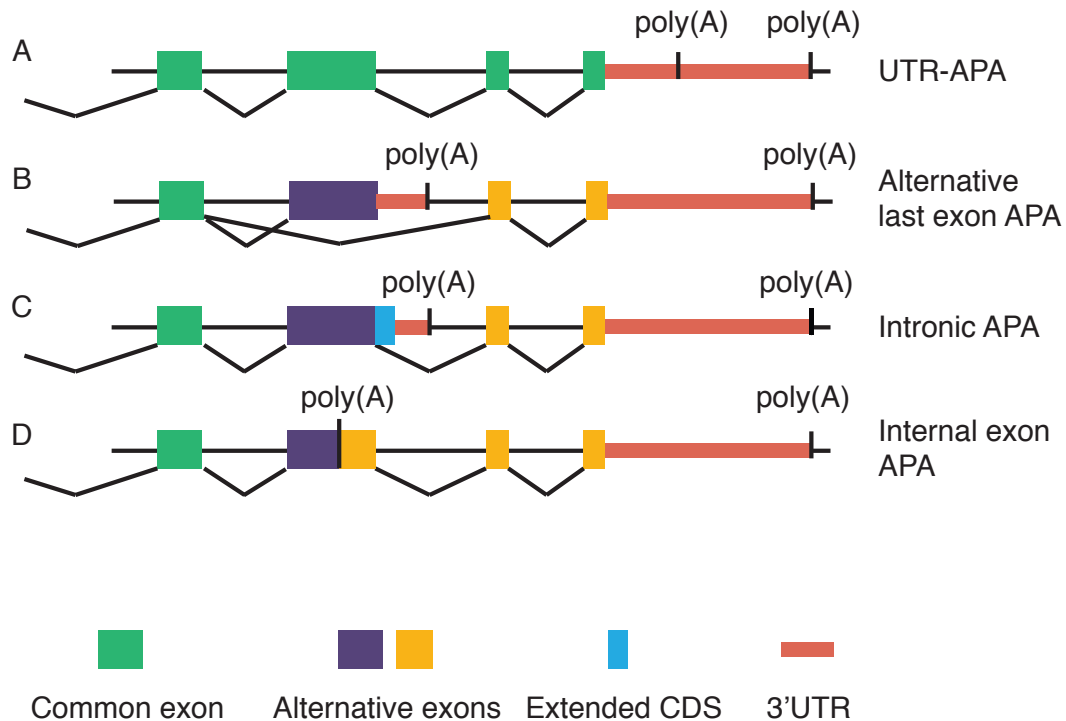 A
poly(A)
poly(A)
UTR-APA
B
poly(A)
poly(A)
Alternative
last exon APA
C
poly(A)
poly(A)
Intronic APA
D
poly(A)
poly(A)
Internal exon
APA
Common exon
Alternative exons
Extended CDS
3'UTR